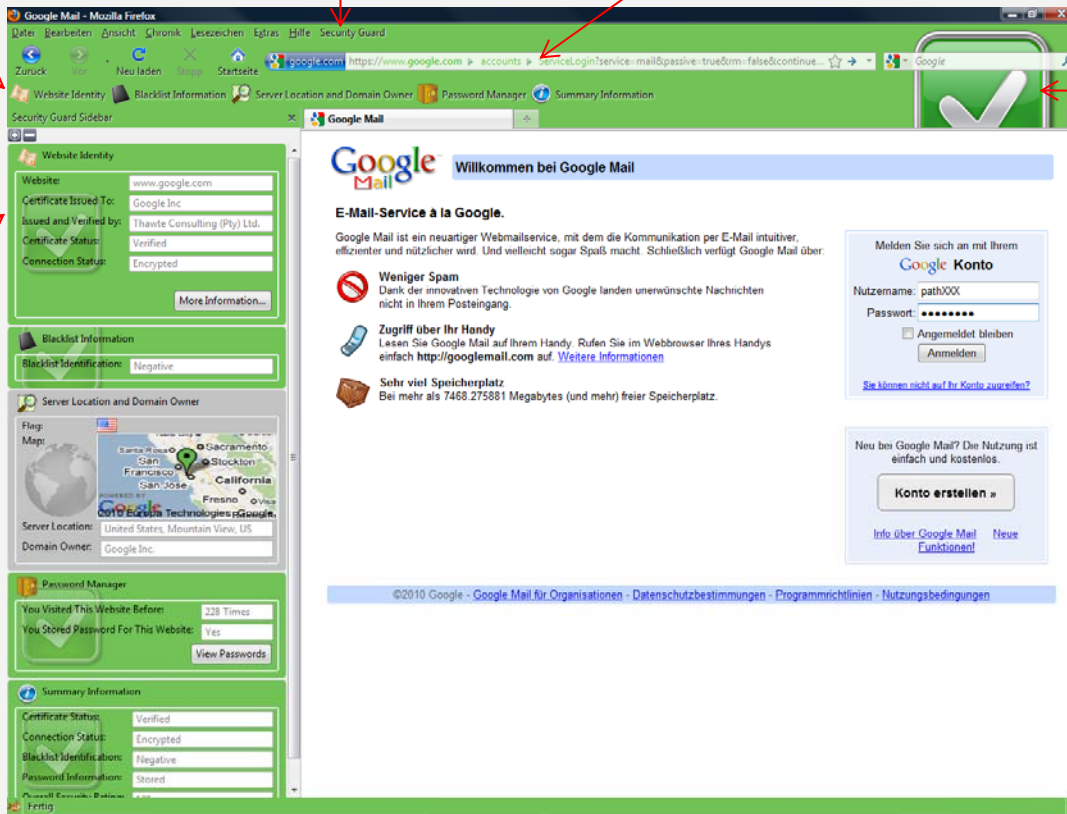 Google Mail - Mozilla Firefox
Datei Bearbeiten Ansicht Chronik Lesezeichen Extras Hilfe Security Guard
Zurück Vor Neu laden Stopp Startseite
google.com https://www.google.com ▸ accounts ▸ ServiceLogin?service=mail&passive=true&rm=false&continue... Google
Website Identity Blacklist Information Server Location and Domain Owner Password Manager Summary Information
Security Guard Sidebar
Google Mail
Website Identity
Website: www.google.com
Certificate Issued To: Google Inc
Issued and Verified by: Thawte Consulting (Pty) Ltd.
Certificate Status: Verified
Connection Status: Encrypted
More Information...
Blacklist Information
Blacklist Identification: Negative
Server Location and Domain Owner
Flag:
Map:
Santa Rosa
Sacramento
San Francisco
Stockton
California
San Jose
Fresno
POWERED BY
Google
Server Location: United States, Mountain View, US
Domain Owner: Google Inc.
Password Manager
You Visited This Website Before: 228 Times
You Stored Password For This Website: Yes
View Passwords
Summary Information
Certificate Status: Verified
Connection Status: Encrypted
Blacklist Identification: Negative
Password Information: Stored
Overall Security Rating:
Fertig
Google Mail
Willkommen bei Google Mail
E-Mail-Service à la Google.
Google Mail ist ein neuartiger Webmailservice, mit dem die Kommunikation per E-Mail intuitiver,
effizienter und nützlicher wird. Und vielleicht sogar Spaß macht. Schließlich verfügt Google Mail über:
Weniger Spam
Dank der innovativen Technologie von Google landen unerwünschte Nachrichten
nicht in Ihrem Posteingang.
Zugriff über Ihr Handy
Lesen Sie Google Mail auf Ihrem Handy. Rufen Sie im Webbrowser Ihres Handys
einfach http://googlemail.com auf. Weitere Informationen
Sehr viel Speicherplatz
Bei mehr als 7468.275881 Megabytes (und mehr) freier Speicherplatz.
Melden Sie sich an mit Ihrem
Google Konto
Nutzername: pathXXX
Passwort: ●●●●●●●●
Angemeldet bleiben
Anmelden
Sie können nicht auf Ihr Konto zugreifen?
Neu bei Google Mail? Die Nutzung ist
einfach und kostenlos.
Konto erstellen »
Info über Google Mail Neue
Funktionen!
©2010 Google - Google Mail für Organisationen - Datenschutzbestimmungen - Programmrichtlinien - Nutzungsbedingungen